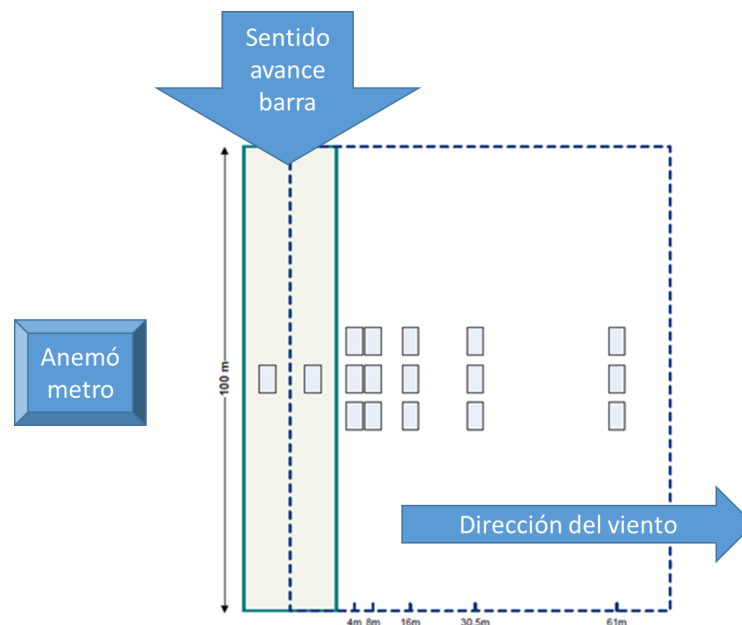 Sentido
avance
barra
100 m
Anemó
metro
Dirección del viento
4m 8m 16m 30.5m 61m